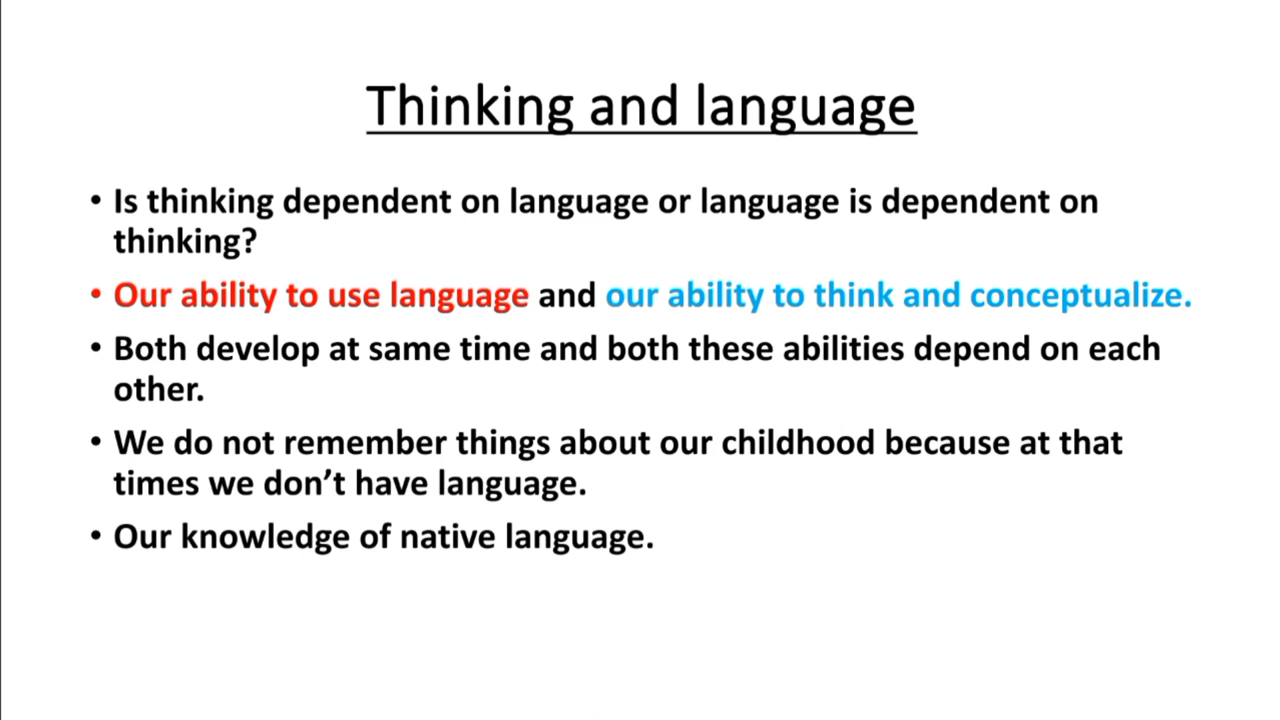 Thinking and language
• Is thinking dependent on language or language is dependent on
thinking?
• Our ability to use language and our ability to think and conceptualize.
• Both develop at same time and both these abilities depend on each
other.
• We do not remember things about our childhood because at that
times we don’t have language.
• Our knowledge of native language.